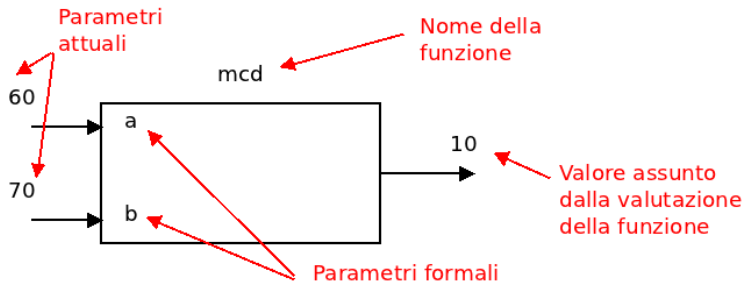 Parametri
attuali
Nome della
funzione
mcd
60
a
10
70
b
Valore assunto
dalla valutazione
della funzione
Parametri formali